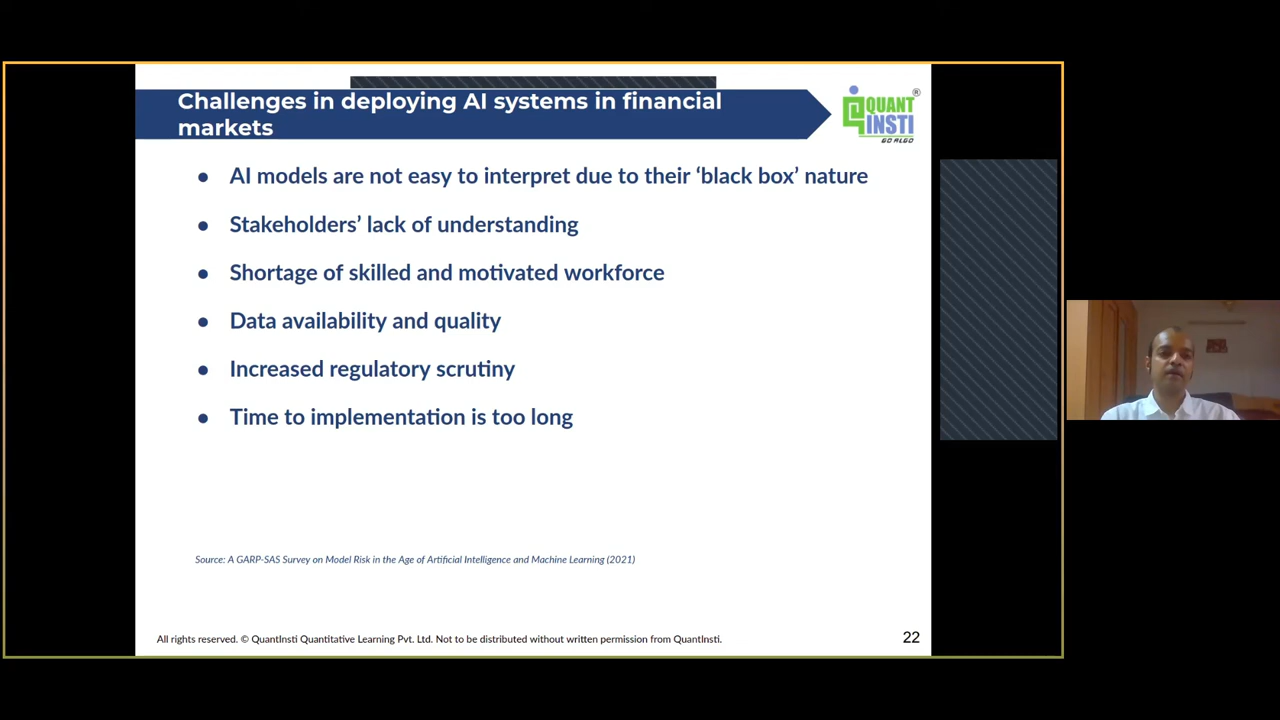 Challenges in deploying AI systems in financial
markets
QUANT
INSTI
®
GO ALGO
● AI models are not easy to interpret due to their ‘black box’ nature
● Stakeholders’ lack of understanding
● Shortage of skilled and motivated workforce
● Data availability and quality
● Increased regulatory scrutiny
● Time to implementation is too long
Source: A GARP-SAS Survey on Model Risk in the Age of Artificial Intelligence and Machine Learning (2021)
All rights reserved. © QuantInsti Quantitative Learning Pvt. Ltd. Not to be distributed without written permission from QuantInsti.
22